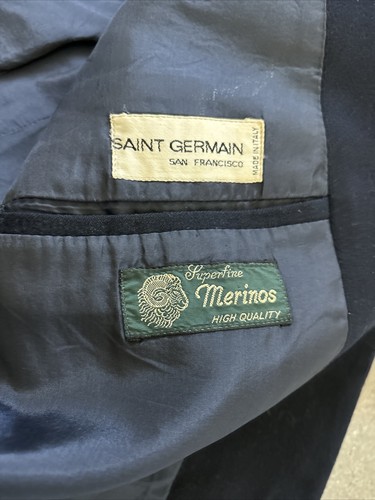 SAINT GERMAIN
SAN FRANCISCO
MADE IN ITALY
Superfine
Merinos
HIGH QUALITY